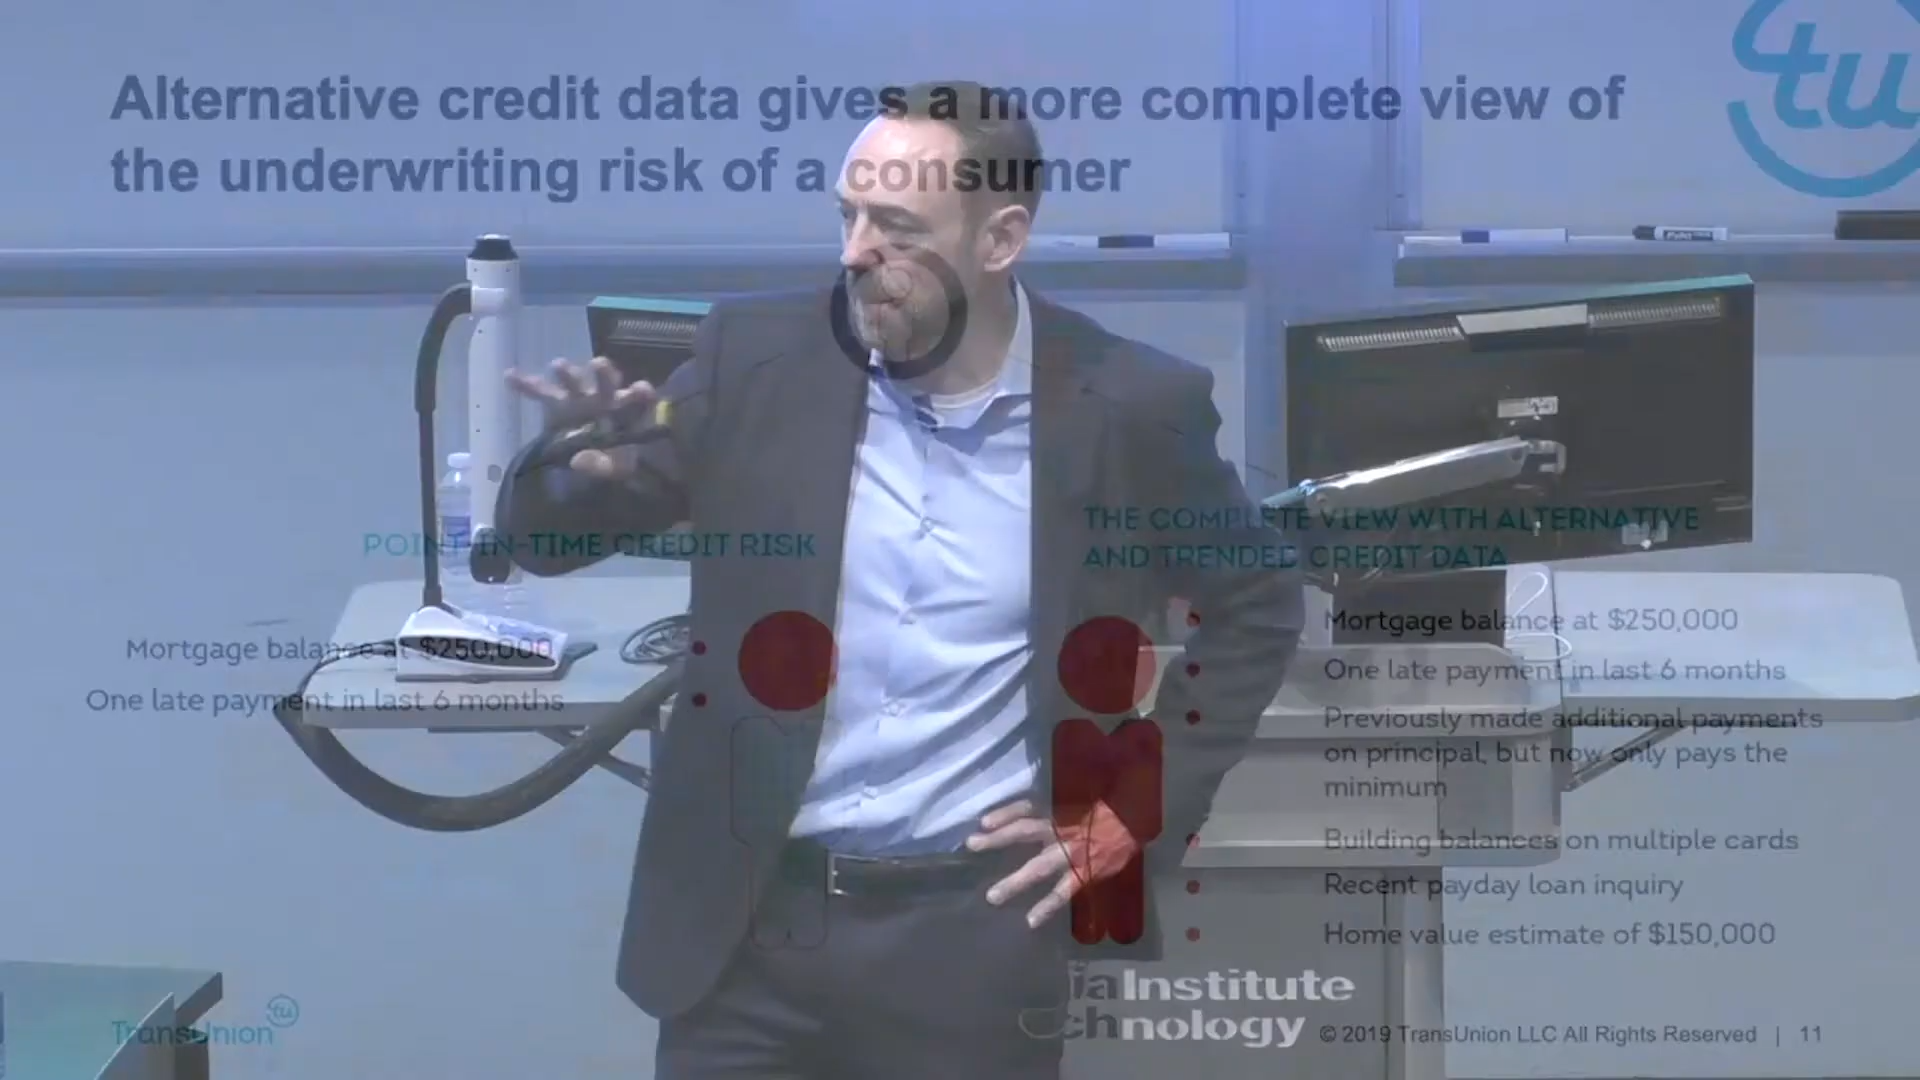 Alternative credit data gives a more complete view of
the underwriting risk of a consumer
tu
POINT-IN-TIME CREDIT RISK
Mortgage balance at $250,000
One late payment in last 6 months
THE COMPLETE VIEW WITH ALTERNATIVE
AND TRENDED CREDIT DATA
Mortgage balance at $250,000
One late payment in last 6 months
Previously made additional payments
on principal, but now only pays the
minimum
Building balances on multiple cards
Recent payday loan inquiry
Home value estimate of $150,000
TransUnion
tu
Institute
nology
© 2019 TransUnion LLC All Rights Reserved | 11